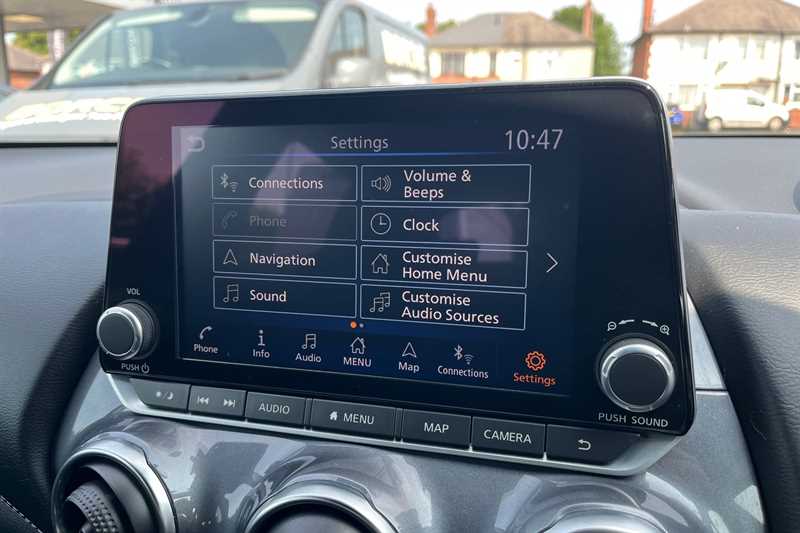 Settings
10:47
Connections
Volume &
Beeps
Phone
Clock
Navigation
Customise
Home Menu
Sound
Customise
Audio Sources
Phone
Info
Audio
MENU
Map
Connections
Settings
VOL
PUSH
PUSH SOUND
AUDIO
MENU
MAP
CAMERA